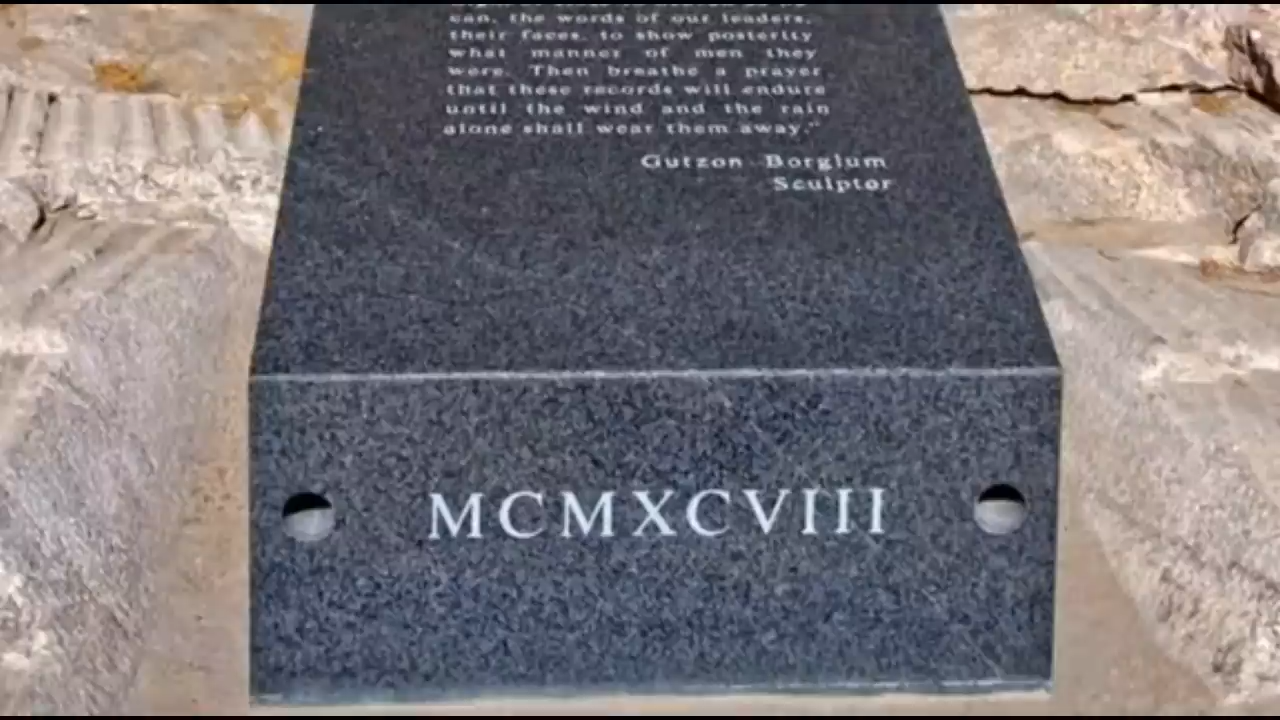 can, the words of our leaders,
their faces, to show posterity
what manner of men they
were. Then breathe a prayer
that these records will endure
until the wind and the rain
alone shall wear them away."
Gutzon Borglum
Sculptor
MCMXCVIII